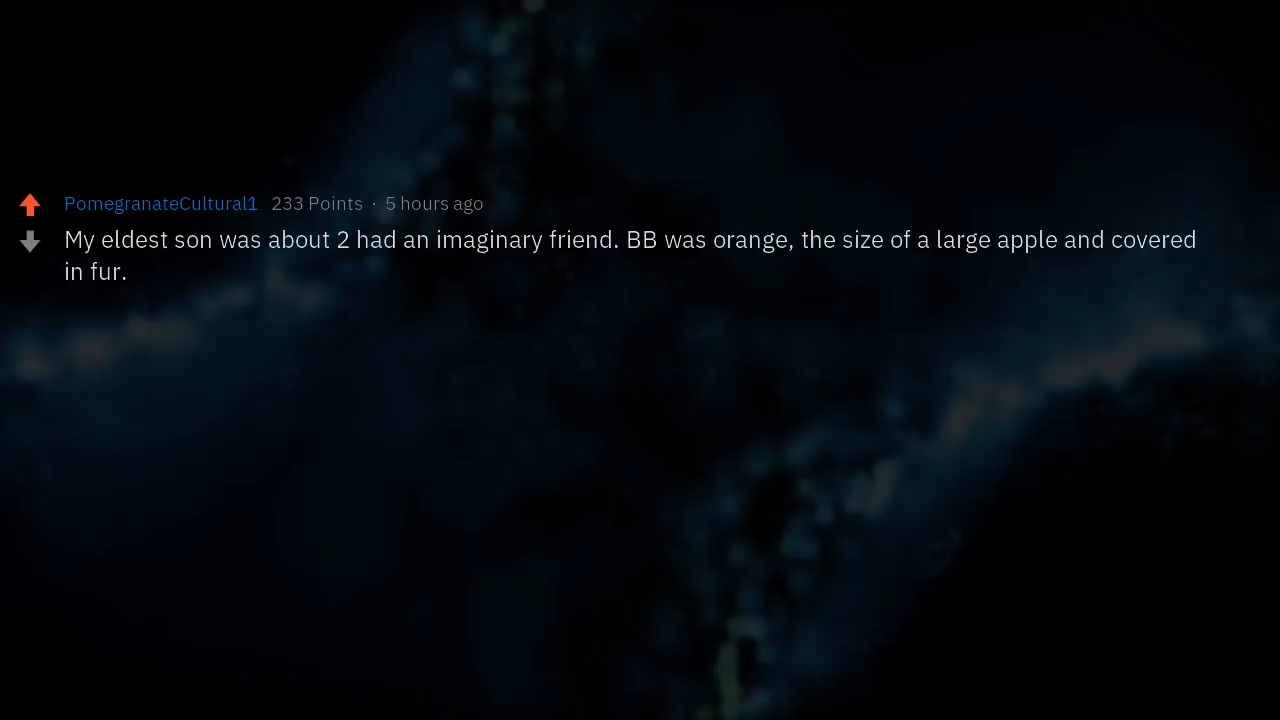 PomegranateCultural1 233 Points · 5 hours ago
My eldest son was about 2 had an imaginary friend. BB was orange, the size of a large apple and covered
in fur.